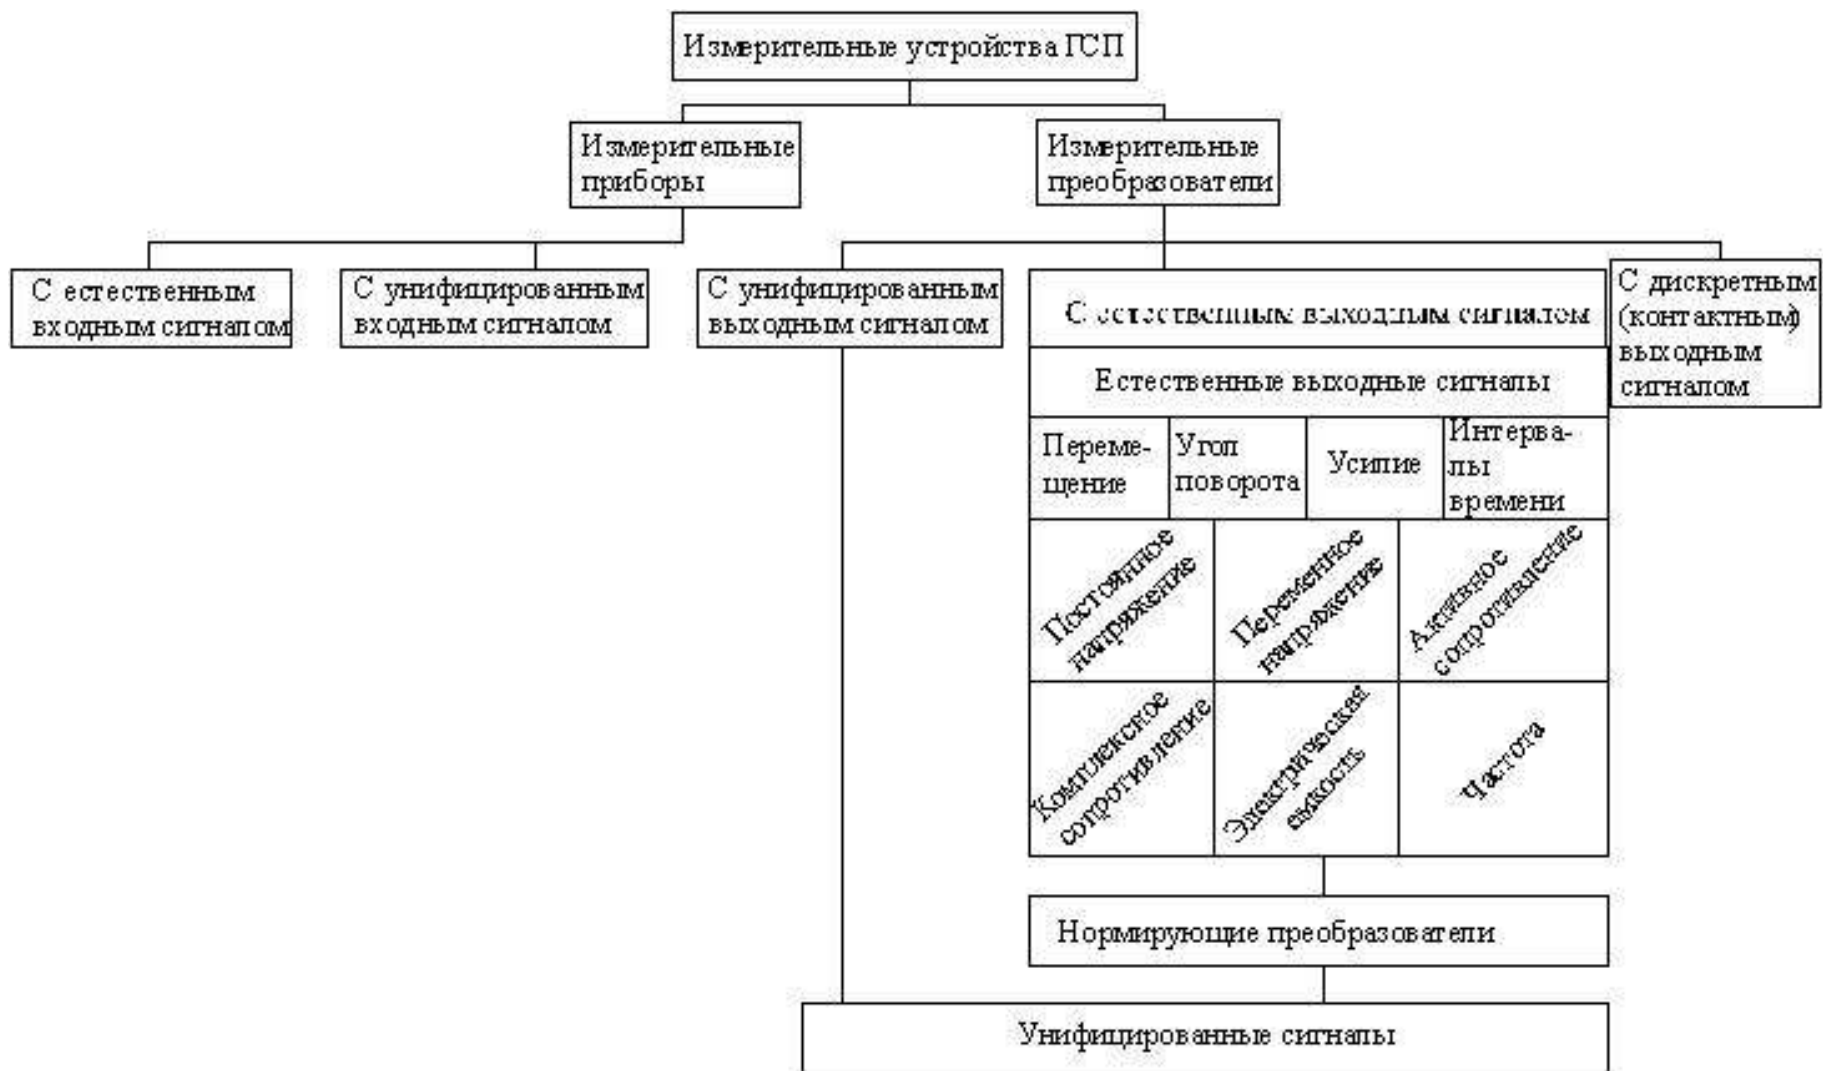 Измерительные устройства ГСП
Измерительные
приборы
Измерительные
преобразователи
С естественным
входным сигналом
С унифицированным
входным сигналом
С унифицированным
выходным сигналом
С естественным выходным сигналом
С дискретным
(контактным)
выходным
сигналом
Естественные выходные сигналы
Переме-
щение
Угол
поворота
Усилие
Интерва-
лы
времени
Постоянное
напряжение
Переменное
напряжение
Активное
сопротивление
Комплексное
сопротивление
Электрическая
емкость
Частота
Нормирующие преобразователи
Унифицированные сигналы